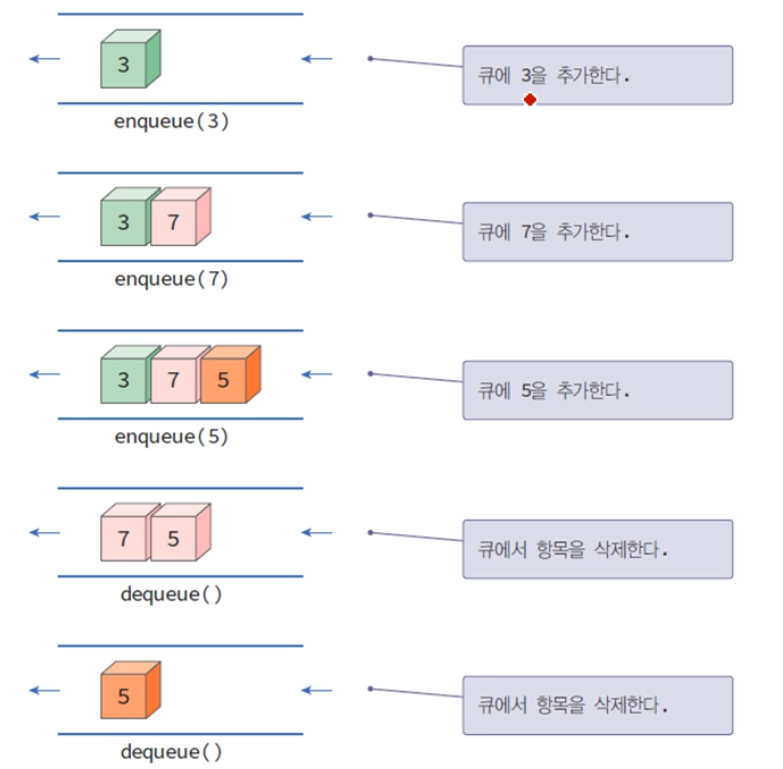 3
큐에 3을 추가한다.
enqueue(3)
3 7
큐에 7을 추가한다.
enqueue(7)
3 7 5
큐에 5을 추가한다.
enqueue(5)
7 5
큐에서 항목을 삭제한다.
dequeue()
5
큐에서 항목을 삭제한다.
dequeue()